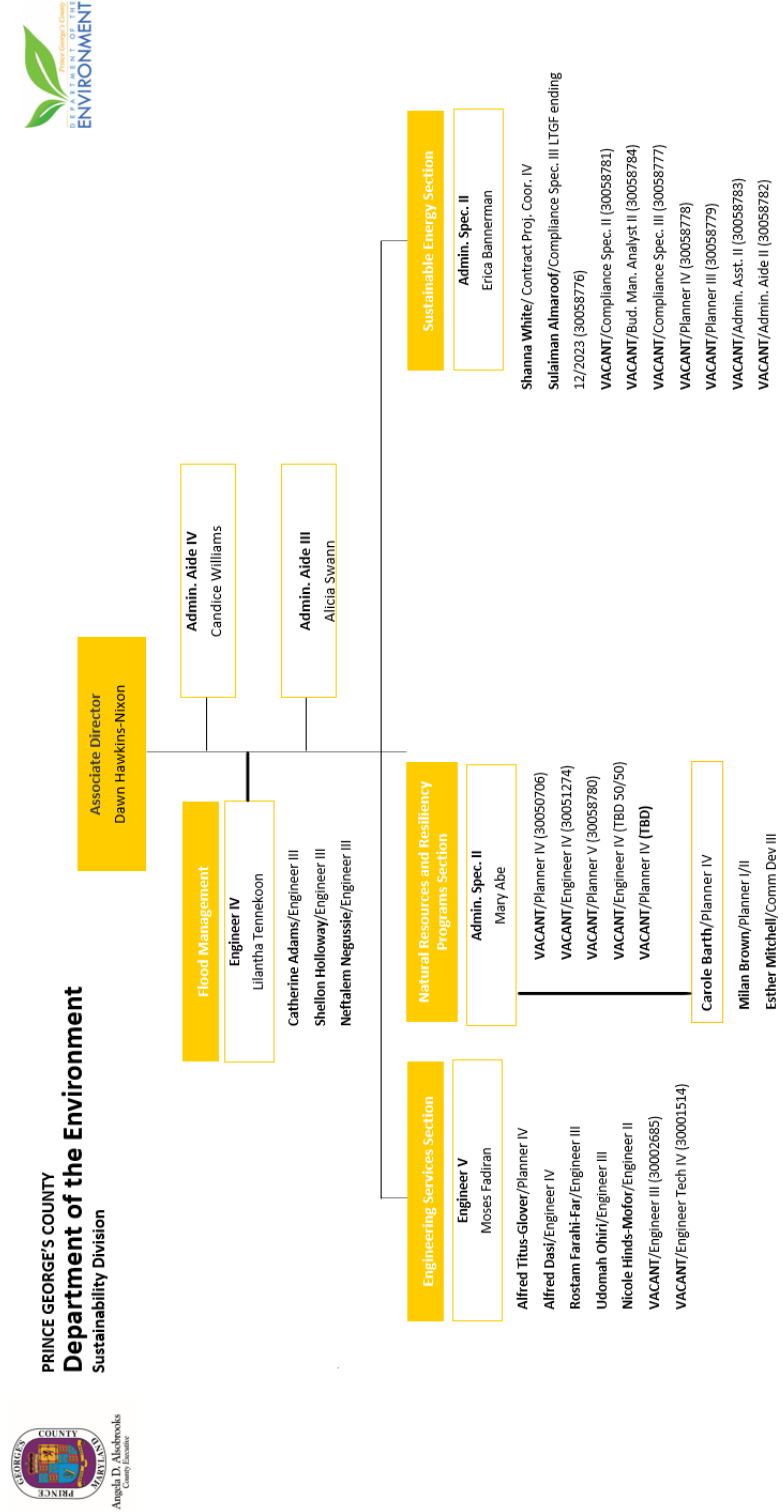 GEORGE'S
COUNTY
PRINCE
MARYLAND
Angela D. Alsobrooks
County Executive
PRINCE GEORGE'S COUNTY
Department of the Environment
Sustainability Division
Prince George's County
DEPARTMENT OF THE
ENVIRONMENT
Associate Director
Dawn Hawkins-Nixon
Flood Management
Engineer IV
Lilantha Tennekoon
Catherine Adams/Engineer III
Shellon Holloway/Engineer III
Neftalem Negussie/Engineer III
Admin. Aide IV
Candice Williams
Admin. Aide III
Alicia Swann
Engineering Services Section
Engineer V
Moses Fadiran
Alfred Titus-Glover/Planner IV
Alfred Dasi/Engineer IV
Rostam Farahi-Far/Engineer III
Udomah Ohiri/Engineer III
Nicole Hinds-Mofor/Engineer II
VACANT/Engineer III (30002685)
VACANT/Engineer Tech IV (30001514)
Natural Resources and Resiliency
Programs Section
Admin. Spec. II
Mary Abe
VACANT/Planner IV (30050706)
VACANT/Engineer IV (30051274)
VACANT/Planner V (30058780)
VACANT/Engineer IV (TBD 50/50)
VACANT/Planner IV (TBD)
Carole Barth/Planner IV
Milan Brown/Planner I/II
Esther Mitchell/Comm Dev III
Sustainable Energy Section
Admin. Spec. II
Erica Bannerman
Shanna White/ Contract Proj. Coor. IV
Sulaiman Almaroof/Compliance Spec. III LTGF ending
12/2023 (30058776)
VACANT/Compliance Spec. II (30058781)
VACANT/Bud. Man. Analyst II (30058784)
VACANT/Compliance Spec. III (30058777)
VACANT/Planner IV (30058778)
VACANT/Planner III (30058779)
VACANT/Admin. Asst. II (30058783)
VACANT/Admin. Aide II (30058782)